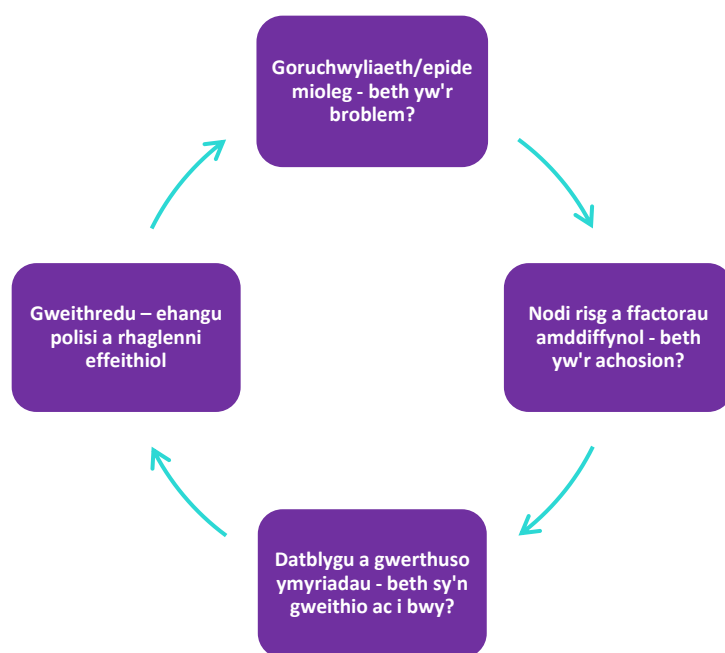 Goruchwyliaeth/epide
mioleg - beth yw'r
broblem?
Nodi risg a ffactorau
amddiffynol - beth
yw'r achosion?
Datblygu a gwerthuso
ymyriadau - beth sy'n
gweithio ac i bwy?
Gweithredu – ehangu
polisi a rhaglenni
effeithiol